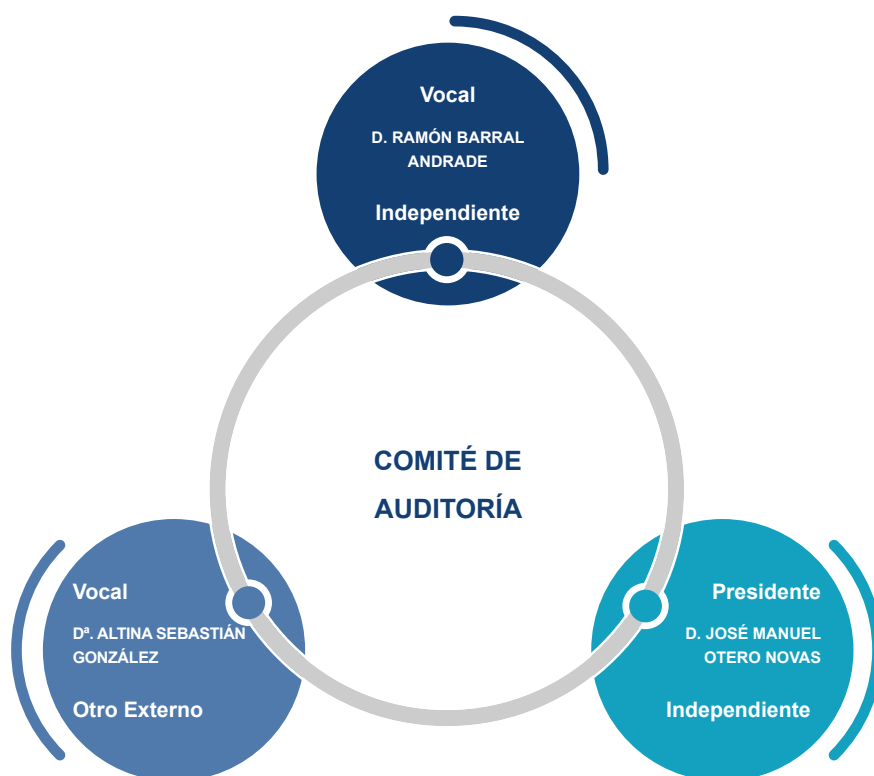 Vocal
D. RAMÓN BARRAL
ANDRADE
Independiente
COMITÉ DE
AUDITORÍA
Vocal
Dª. ALTINA SEBASTIÁN
GONZÁLEZ
Otro Externo
Presidente
D. JOSÉ MANUEL
OTERO NOVAS
Independiente